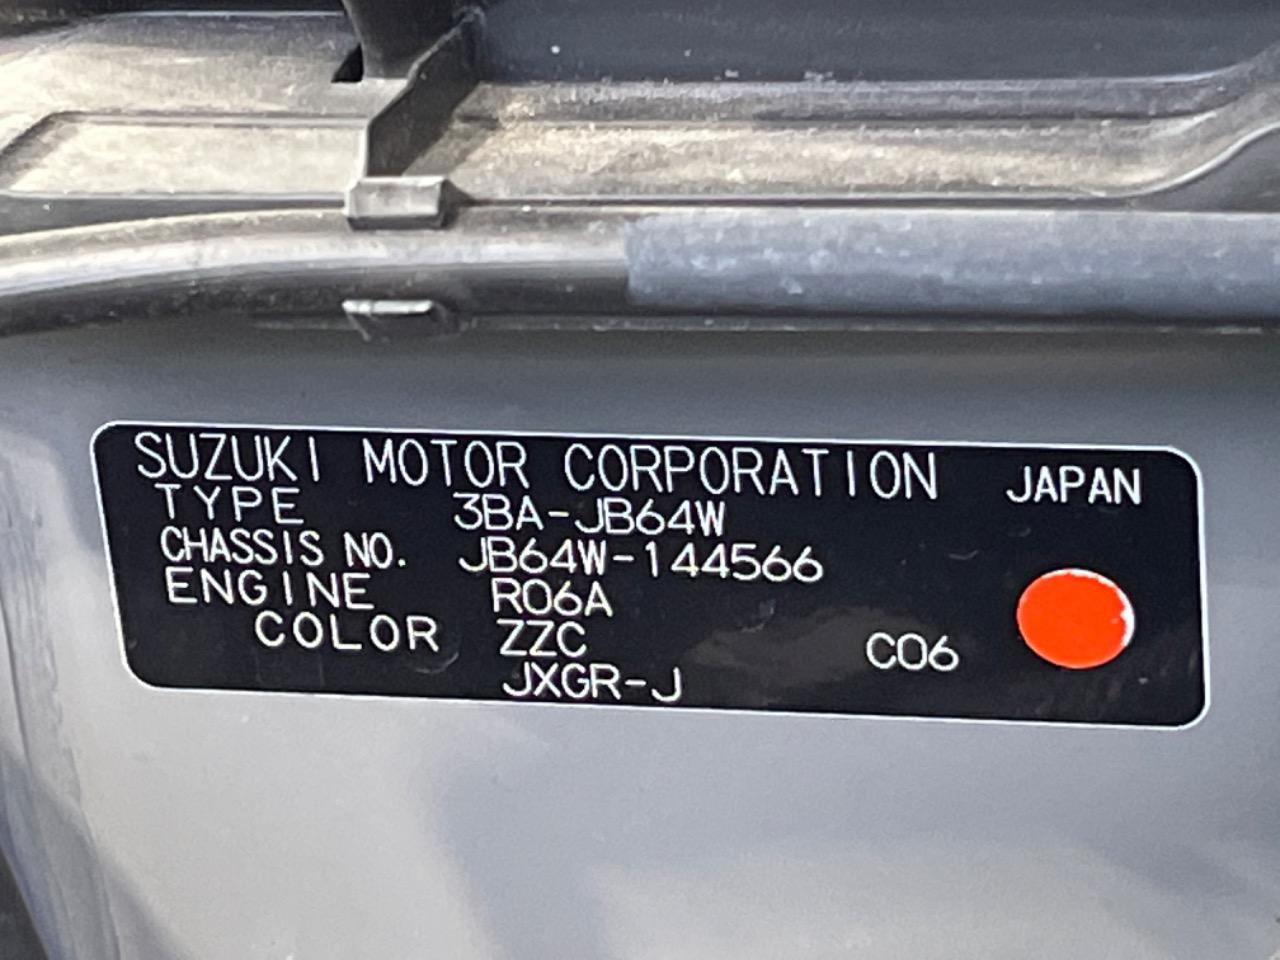 SUZUKI MOTOR CORPORATION JAPAN
TYPE 3BA-JB64W
CHASSIS NO. JB64W-144566
ENGINE R06A
COLOR ZZC C06
JXGR-J